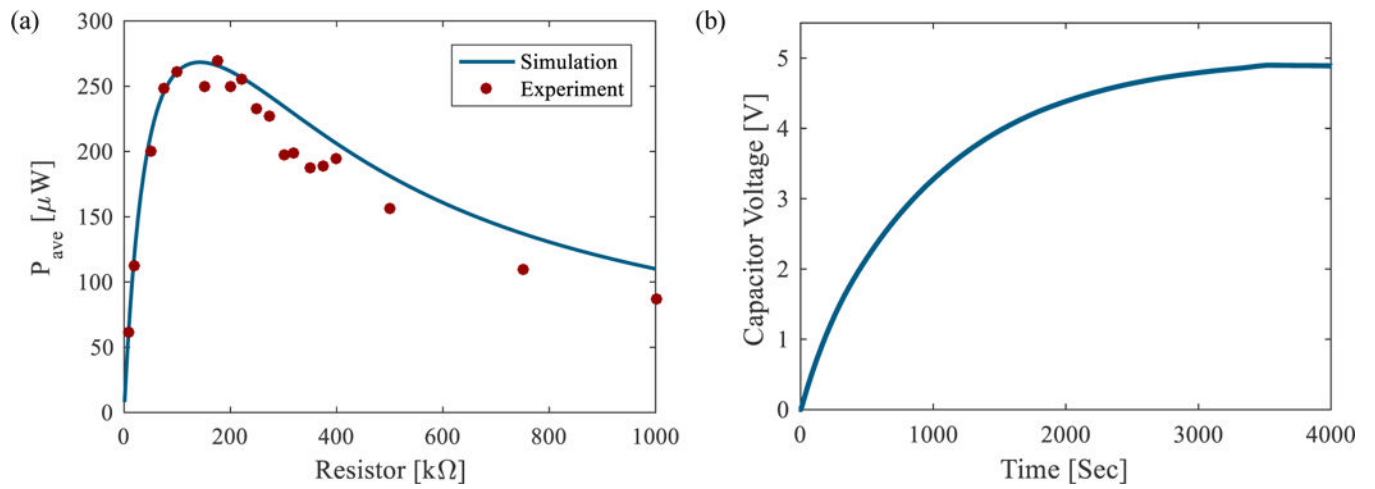 (a)
300
250
200
150
100
50
0
P_ave [μW]
Simulation
Experiment
0 200 400 600 800 1000
Resistor [kΩ]
(b)
5
4
3
2
1
0
Capacitor Voltage [V]
0 1000 2000 3000 4000
Time [Sec]